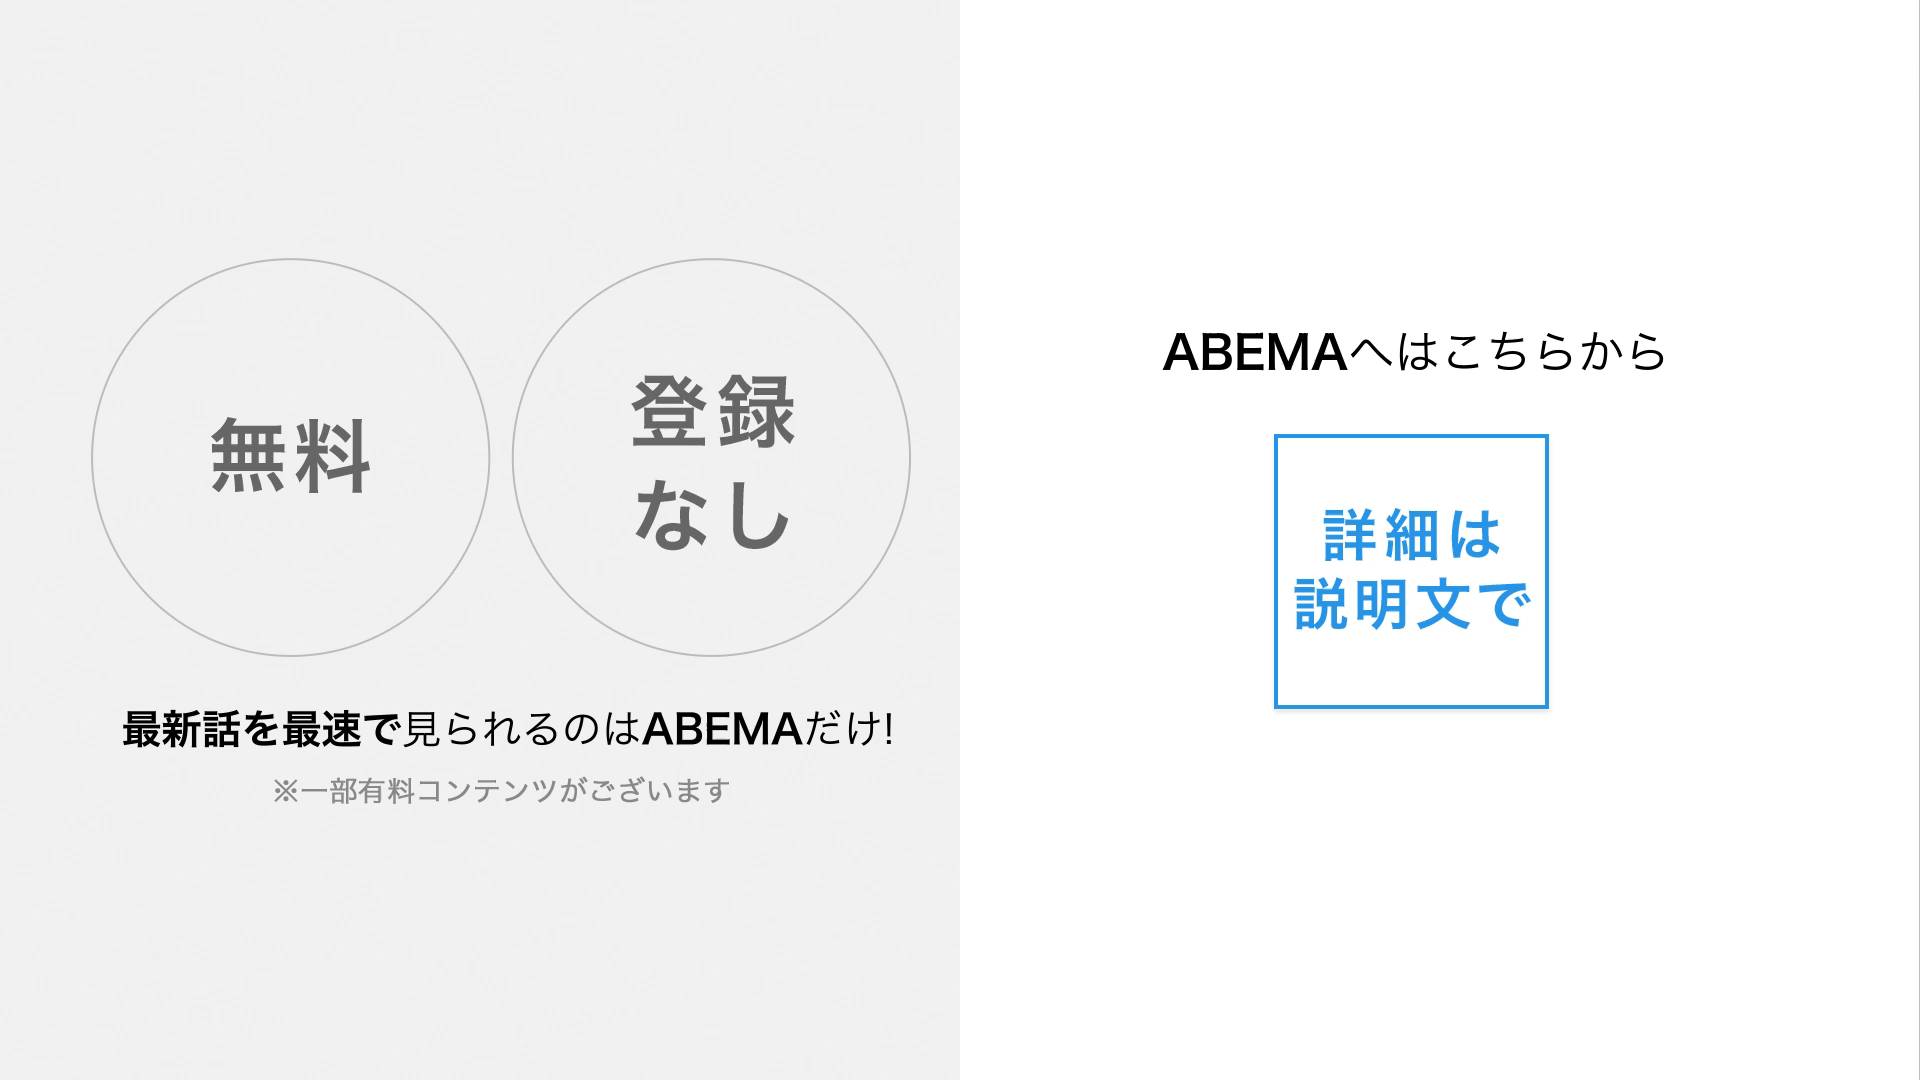 無料
登録
なし
最新話を最速で見られるのはABEMAだけ!
※一部有料コンテンツがございます
ABEMAへはこちらから
詳細は
説明文で